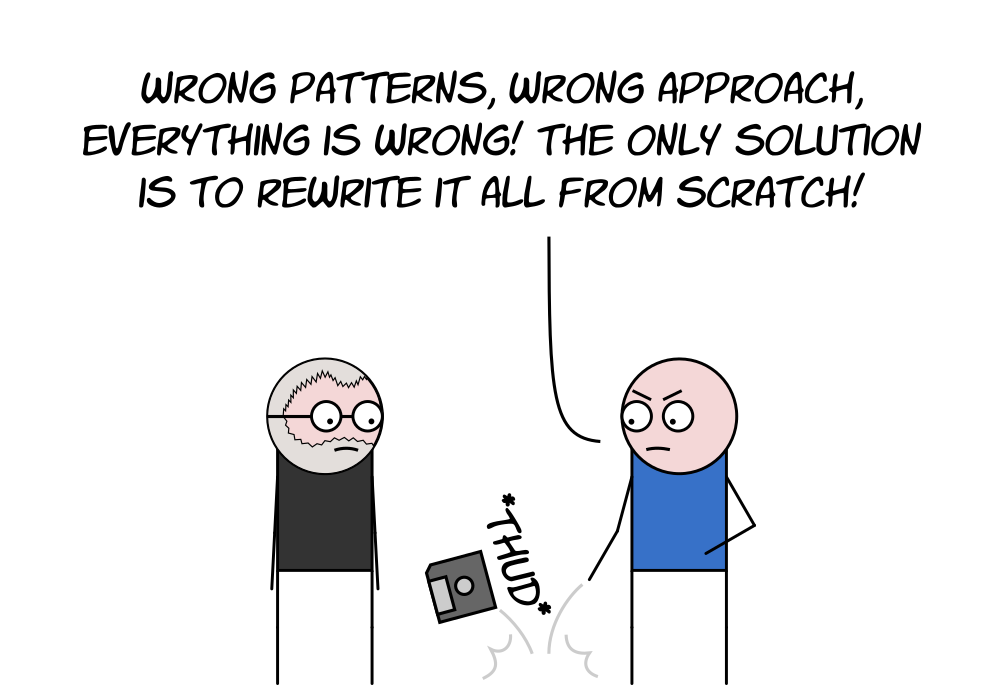 WRONG PATTERNS, WRONG APPROACH,
EVERYTHING IS WRONG! THE ONLY SOLUTION
IS TO REWRITE IT ALL FROM SCRATCH!
*THUD*